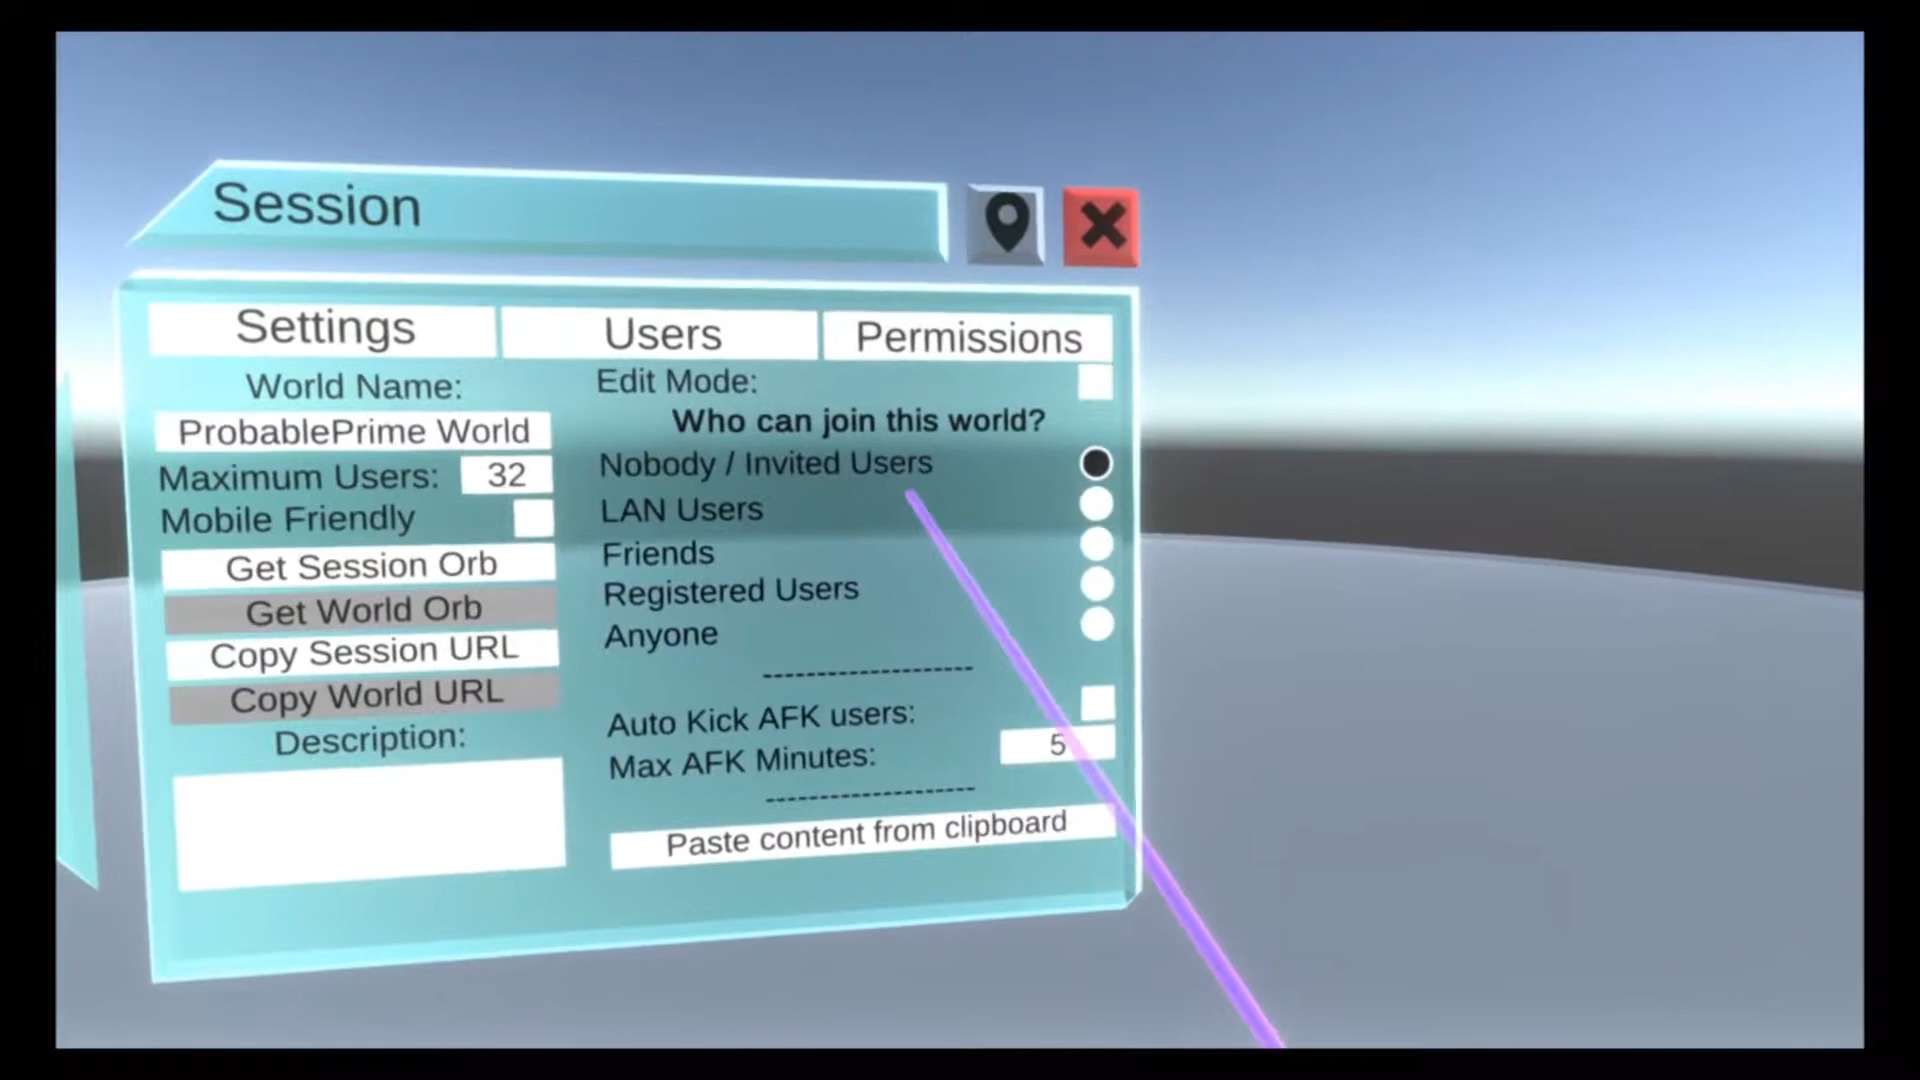 Session
Settings
Users
Permissions
World Name:
ProbablePrime World
Maximum Users: 32
Mobile Friendly
Get Session Orb
Get World Orb
Copy Session URL
Copy World URL
Description:
Edit Mode:
Who can join this world?
Nobody / Invited Users
LAN Users
Friends
Registered Users
Anyone
--------------------
Auto Kick AFK users:
Max AFK Minutes: 5
--------------------
Paste content from clipboard